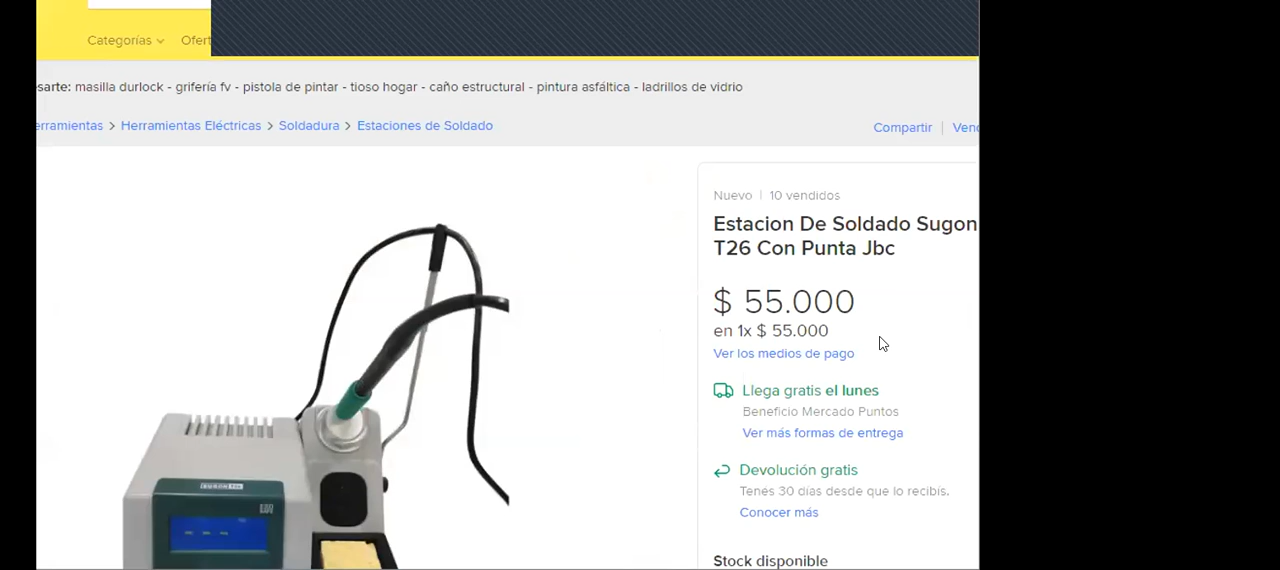 Categorías
Ofert
esarte: masilla durlock - grifería fv - pistola de pintar - tioso hogar - caño estructural - pintura asfáltica - ladrillos de vidrio
erramientas > Herramientas Eléctricas > Soldadura > Estaciones de Soldado
Compartir | Vend
Nuevo | 10 vendidos
Estacion De Soldado Sugon
T26 Con Punta Jbc
$ 55.000
en 1x $ 55.000
Ver los medios de pago
Llega gratis el lunes
Beneficio Mercado Puntos
Ver más formas de entrega
Devolución gratis
Tenés 30 días desde que lo recibís.
Conocer más
Stock disponible